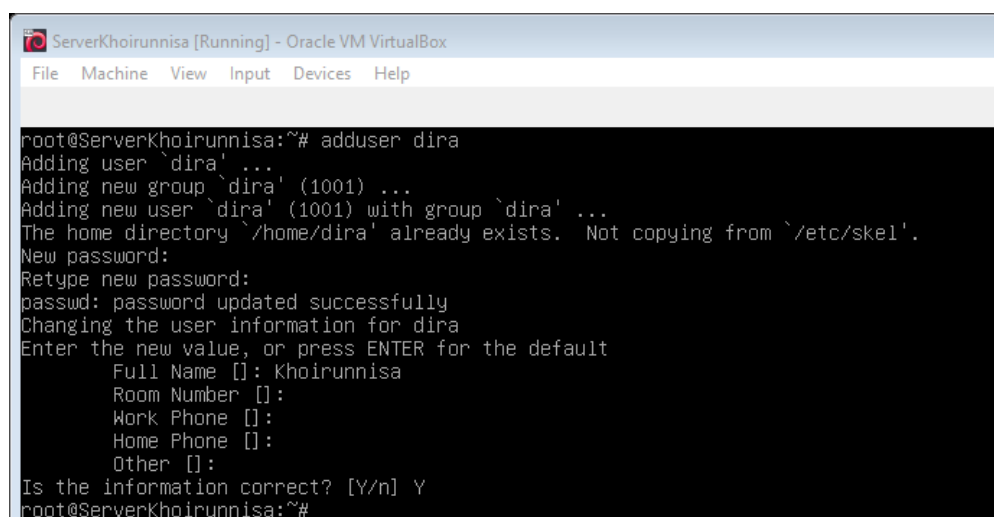 ServerKhoirunnisa [Running] - Oracle VM VirtualBox
File Machine View Input Devices Help
root@ServerKhoirunnisa:~# adduser dira
Adding user `dira' ...
Adding new group `dira' (1001) ...
Adding new user `dira' (1001) with group `dira' ...
The home directory `/home/dira' already exists.  Not copying from `/etc/skel'.
New password:
Retype new password:
passwd: password updated successfully
Changing the user information for dira
Enter the new value, or press ENTER for the default
        Full Name []: Khoirunnisa
        Room Number []:
        Work Phone []:
        Home Phone []:
        Other []:
Is the information correct? [Y/n] Y
root@ServerKhoirunnisa:~#